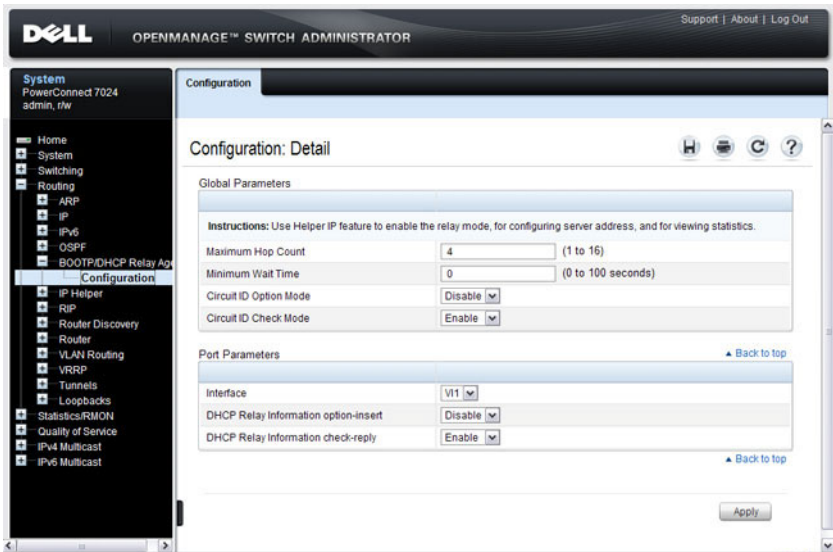 Support | About | Log Out
DELL
OPENMANAGE™ SWITCH ADMINISTRATOR
System
PowerConnect 7024
admin, r/w
Configuration
Home
System
Switching
Routing
ARP
IP
IPv6
OSPF
BOOTP/DHCP Relay Age
Configuration
IP Helper
RIP
Router Discovery
Router
VLAN Routing
VRRP
Tunnels
Loopbacks
Statistics/RMON
Quality of Service
IPv4 Multicast
IPv6 Multicast
Configuration: Detail
Global Parameters
Instructions: Use Helper IP feature to enable the relay mode, for configuring server address, and for viewing statistics.
Maximum Hop Count 4 (1 to 16)
Minimum Wait Time 0 (0 to 100 seconds)
Circuit ID Option Mode Disable
Circuit ID Check Mode Enable
Port Parameters
Back to top
Interface Vl1
DHCP Relay Information option-insert Disable
DHCP Relay Information check-reply Enable
Back to top
Apply